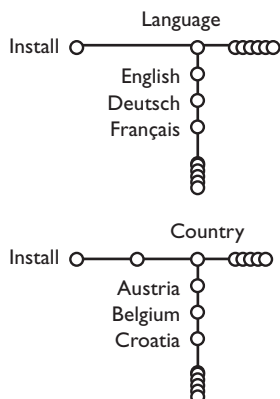 Language
Install
English
Deutsch
Français
Country
Install
Austria
Belgium
Croatia